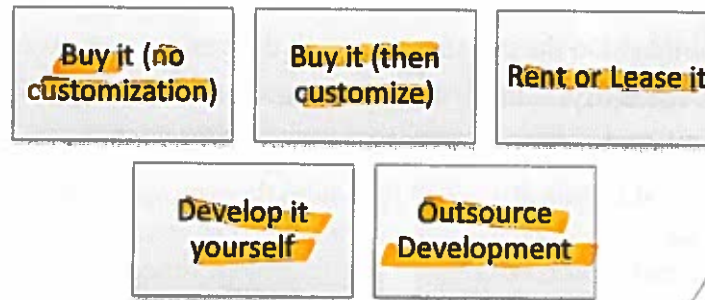 Buy it (no
customization)
Buy it (then
customize)
Rent or Lease it
Develop it
yourself
Outsource
Development